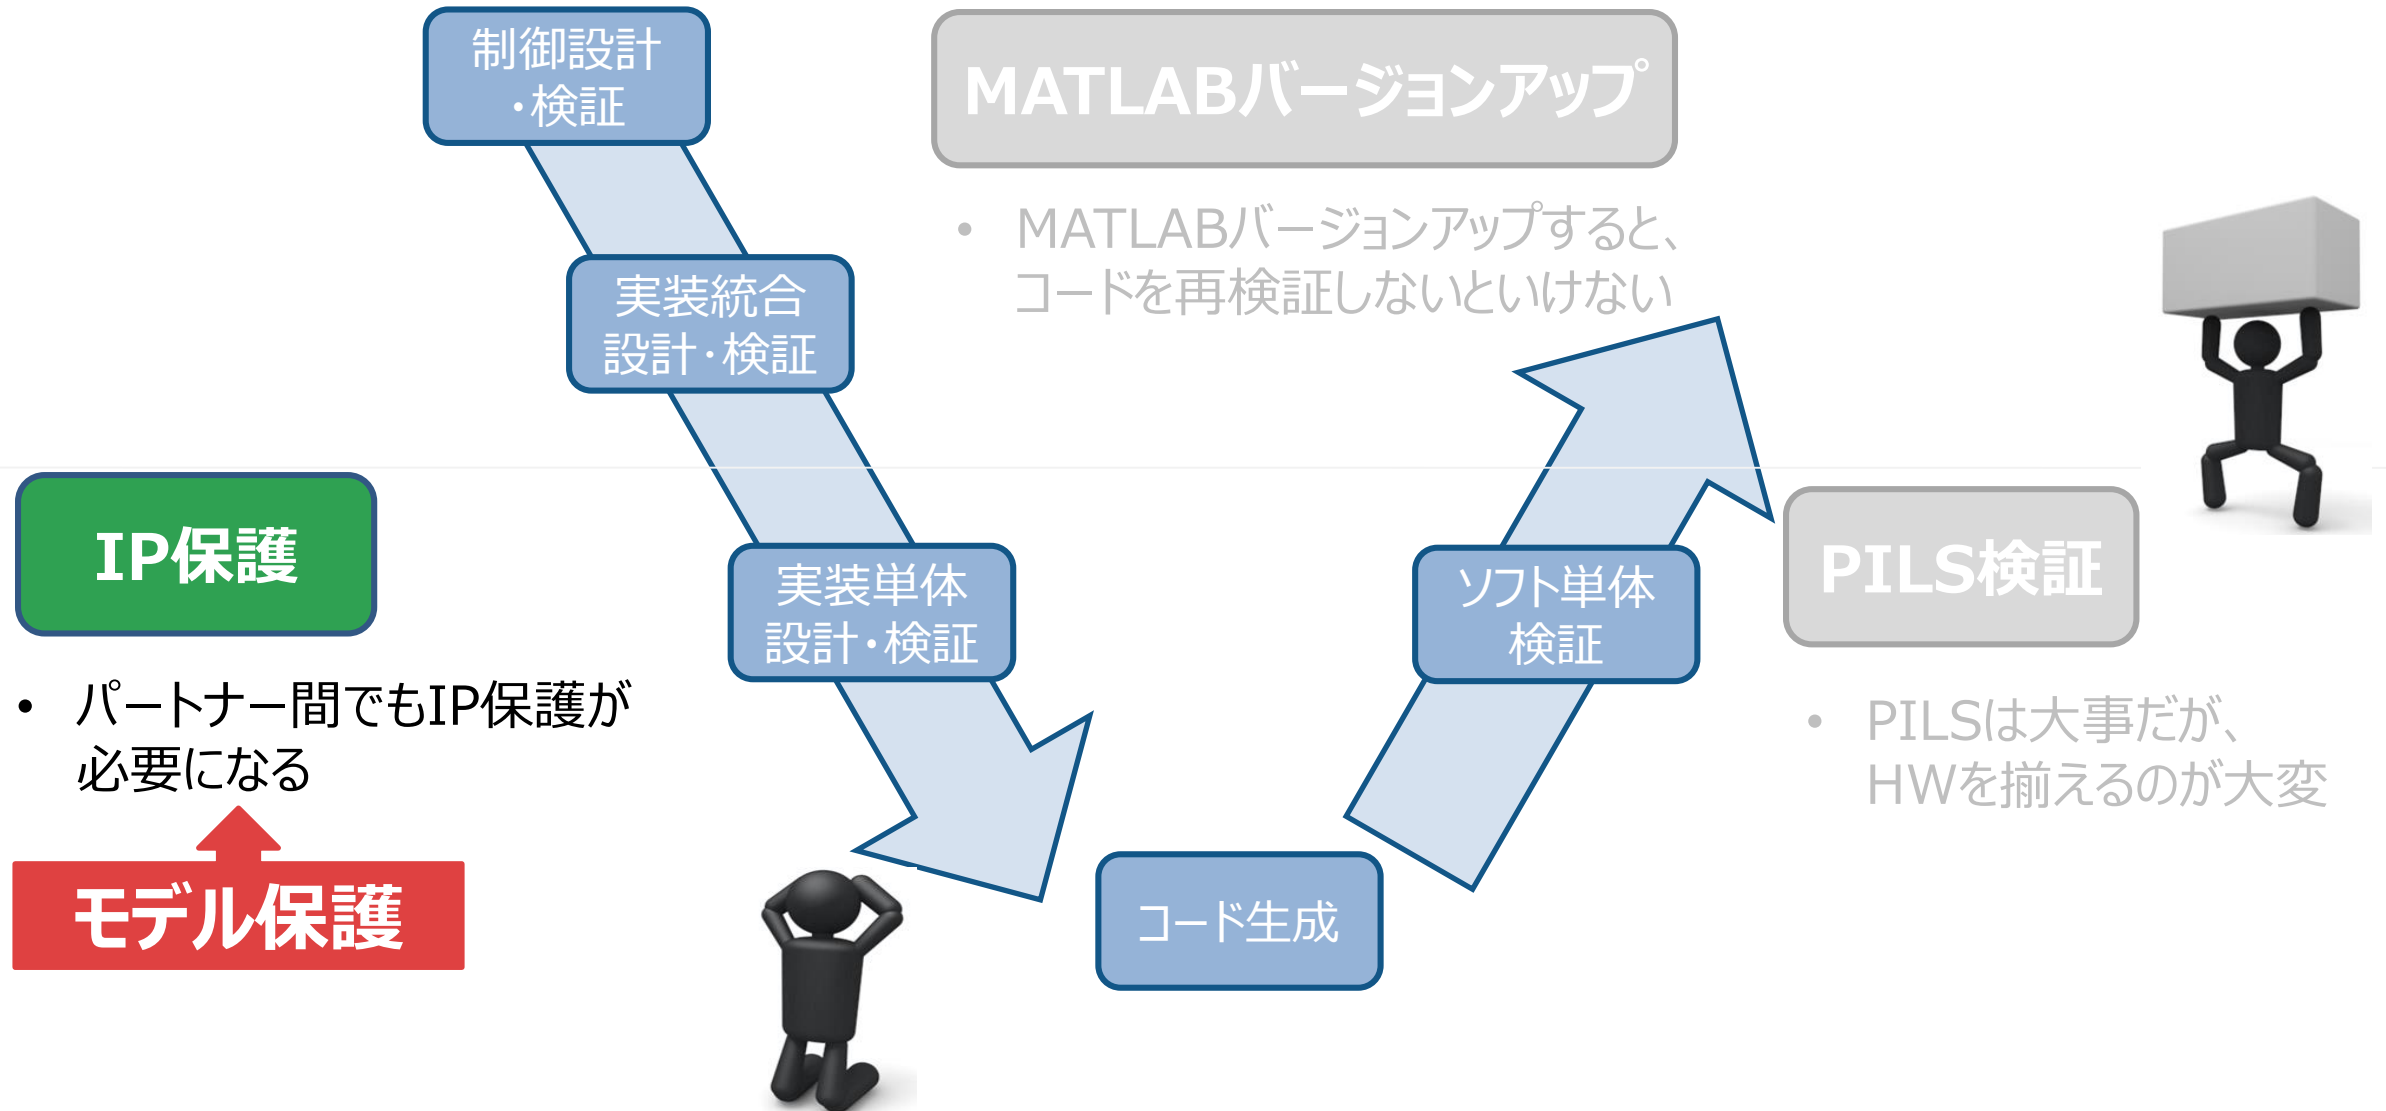 制御設計
・検証
MATLABバージョンアップ
• MATLABバージョンアップすると、
コードを再検証しないといけない
実装統合
設計・検証
IP保護
• パートナー間でもIP保護が
必要になる
モデル保護
実装単体
設計・検証
コード生成
ソフト単体
検証
PILS検証
• PILSは大事だが、
HWを揃えるのが大変